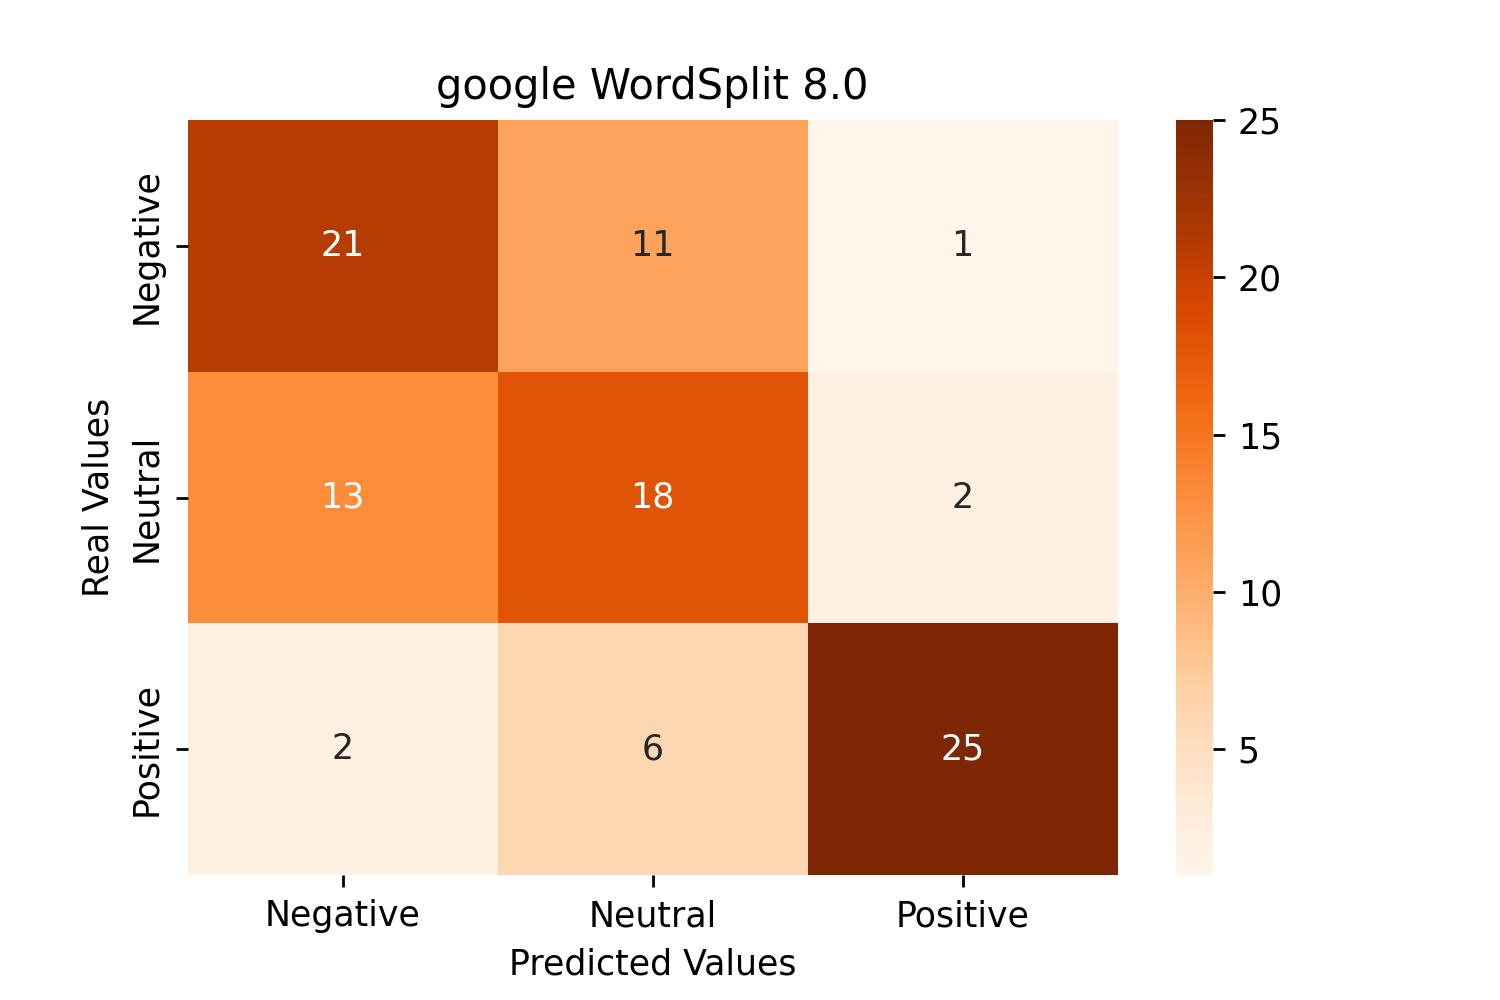 google WordSplit 8.0
Real Values
Negative
21 11 1
Neutral
13 18 2
Positive
2 6 25
Negative Neutral Positive
Predicted Values
25
20
15
10
5